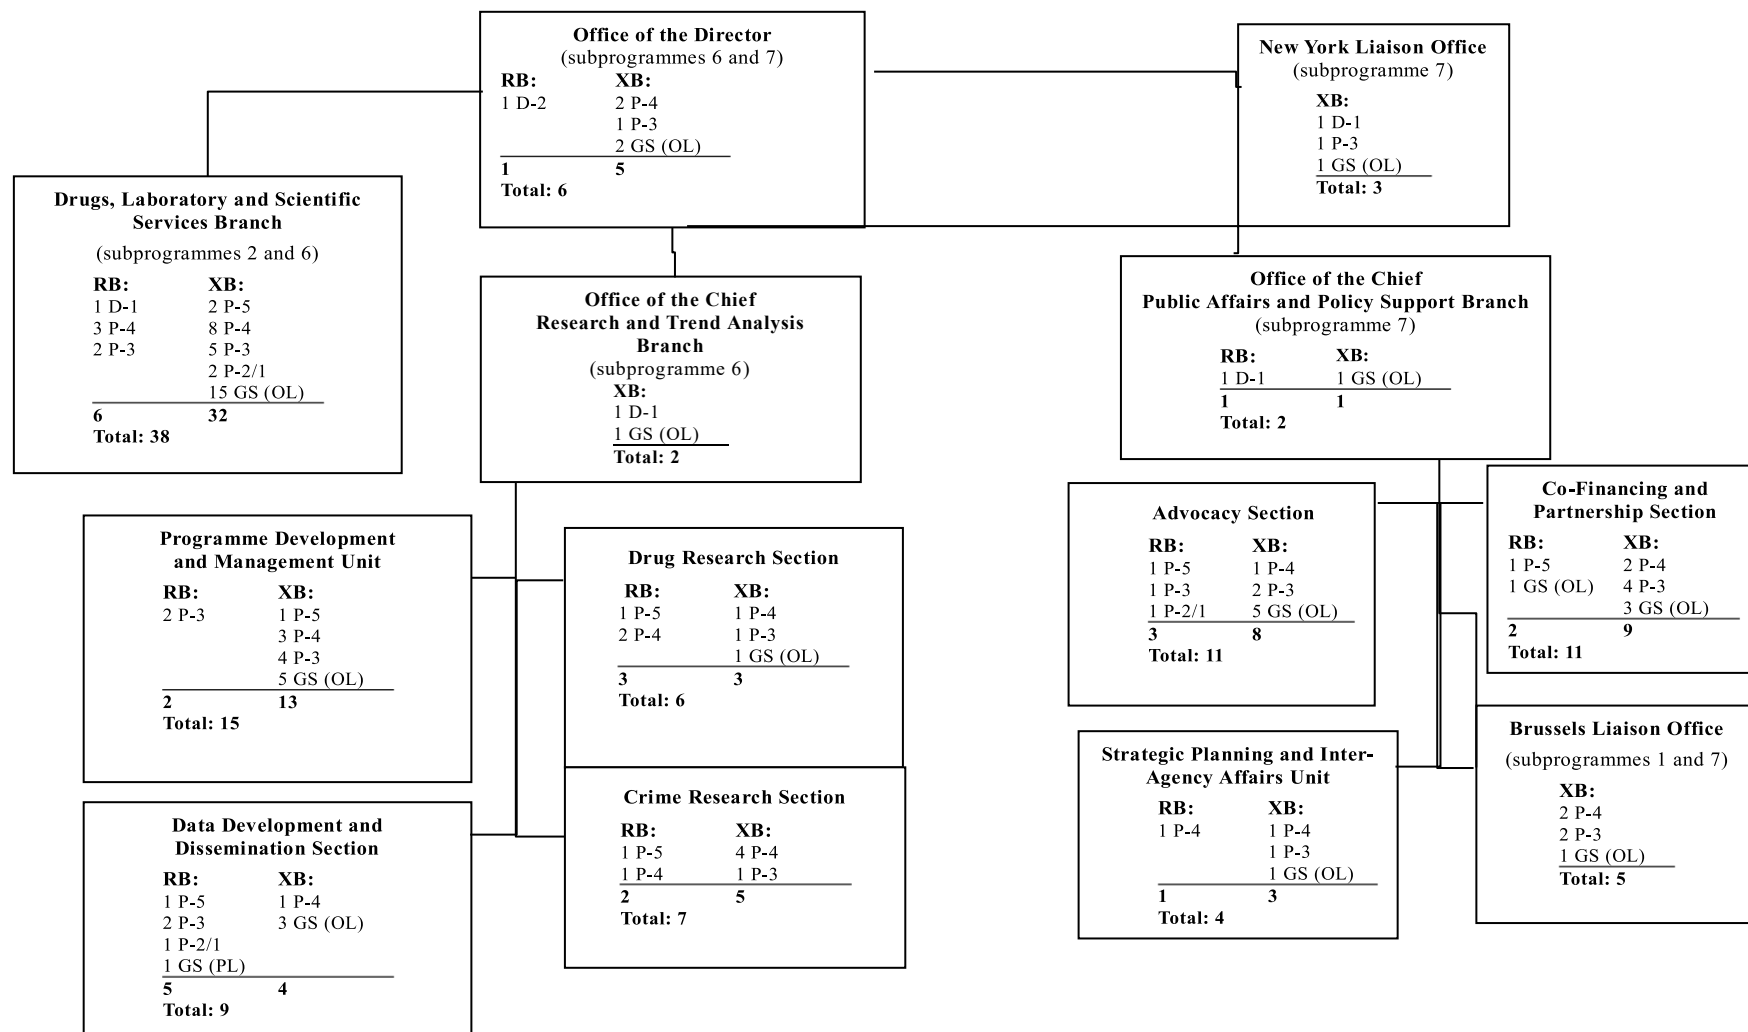 Office of the Director
(subprogrammes 6 and 7)
RB: XB:
1 D-2 2 P-4
1 P-3
2 GS (OL)
1 5
Total: 6
New York Liaison Office
(subprogramme 7)
XB:
1 D-1
1 P-3
1 GS (OL)
Total: 3
Drugs, Laboratory and Scientific
Services Branch
(subprogrammes 2 and 6)
RB: XB:
1 D-1 2 P-5
3 P-4 8 P-4
2 P-3 5 P-3
2 P-2/1
15 GS (OL)
6 32
Total: 38
Office of the Chief
Research and Trend Analysis
Branch
(subprogramme 6)
XB:
1 D-1
1 GS (OL)
Total: 2
Office of the Chief
Public Affairs and Policy Support Branch
(subprogramme 7)
RB: XB:
1 D-1 1 GS (OL)
1 1
Total: 2
Programme Development
and Management Unit
RB: XB:
2 P-3 1 P-5
3 P-4
4 P-3
5 GS (OL)
2 13
Total: 15
Drug Research Section
RB: XB:
1 P-5 1 P-4
2 P-4 1 P-3
1 GS (OL)
3 3
Total: 6
Advocacy Section
RB: XB:
1 P-5 1 P-4
1 P-3 2 P-3
1 P-2/1 5 GS (OL)
3 8
Total: 11
Co-Financing and
Partnership Section
RB: XB:
1 P-5 2 P-4
1 GS (OL) 4 P-3
3 GS (OL)
2 9
Total: 11
Data Development and
Dissemination Section
RB: XB:
1 P-5 1 P-4
2 P-3 3 GS (OL)
1 P-2/1
1 GS (PL)
5 4
Total: 9
Crime Research Section
RB: XB:
1 P-5 4 P-4
1 P-4 1 P-3
2 5
Total: 7
Strategic Planning and Inter-
Agency Affairs Unit
RB: XB:
1 P-4 1 P-4
1 P-3
1 GS (OL)
1 3
Total: 4
Brussels Liaison Office
(subprogrammes 1 and 7)
XB:
2 P-4
2 P-3
1 GS (OL)
Total: 5